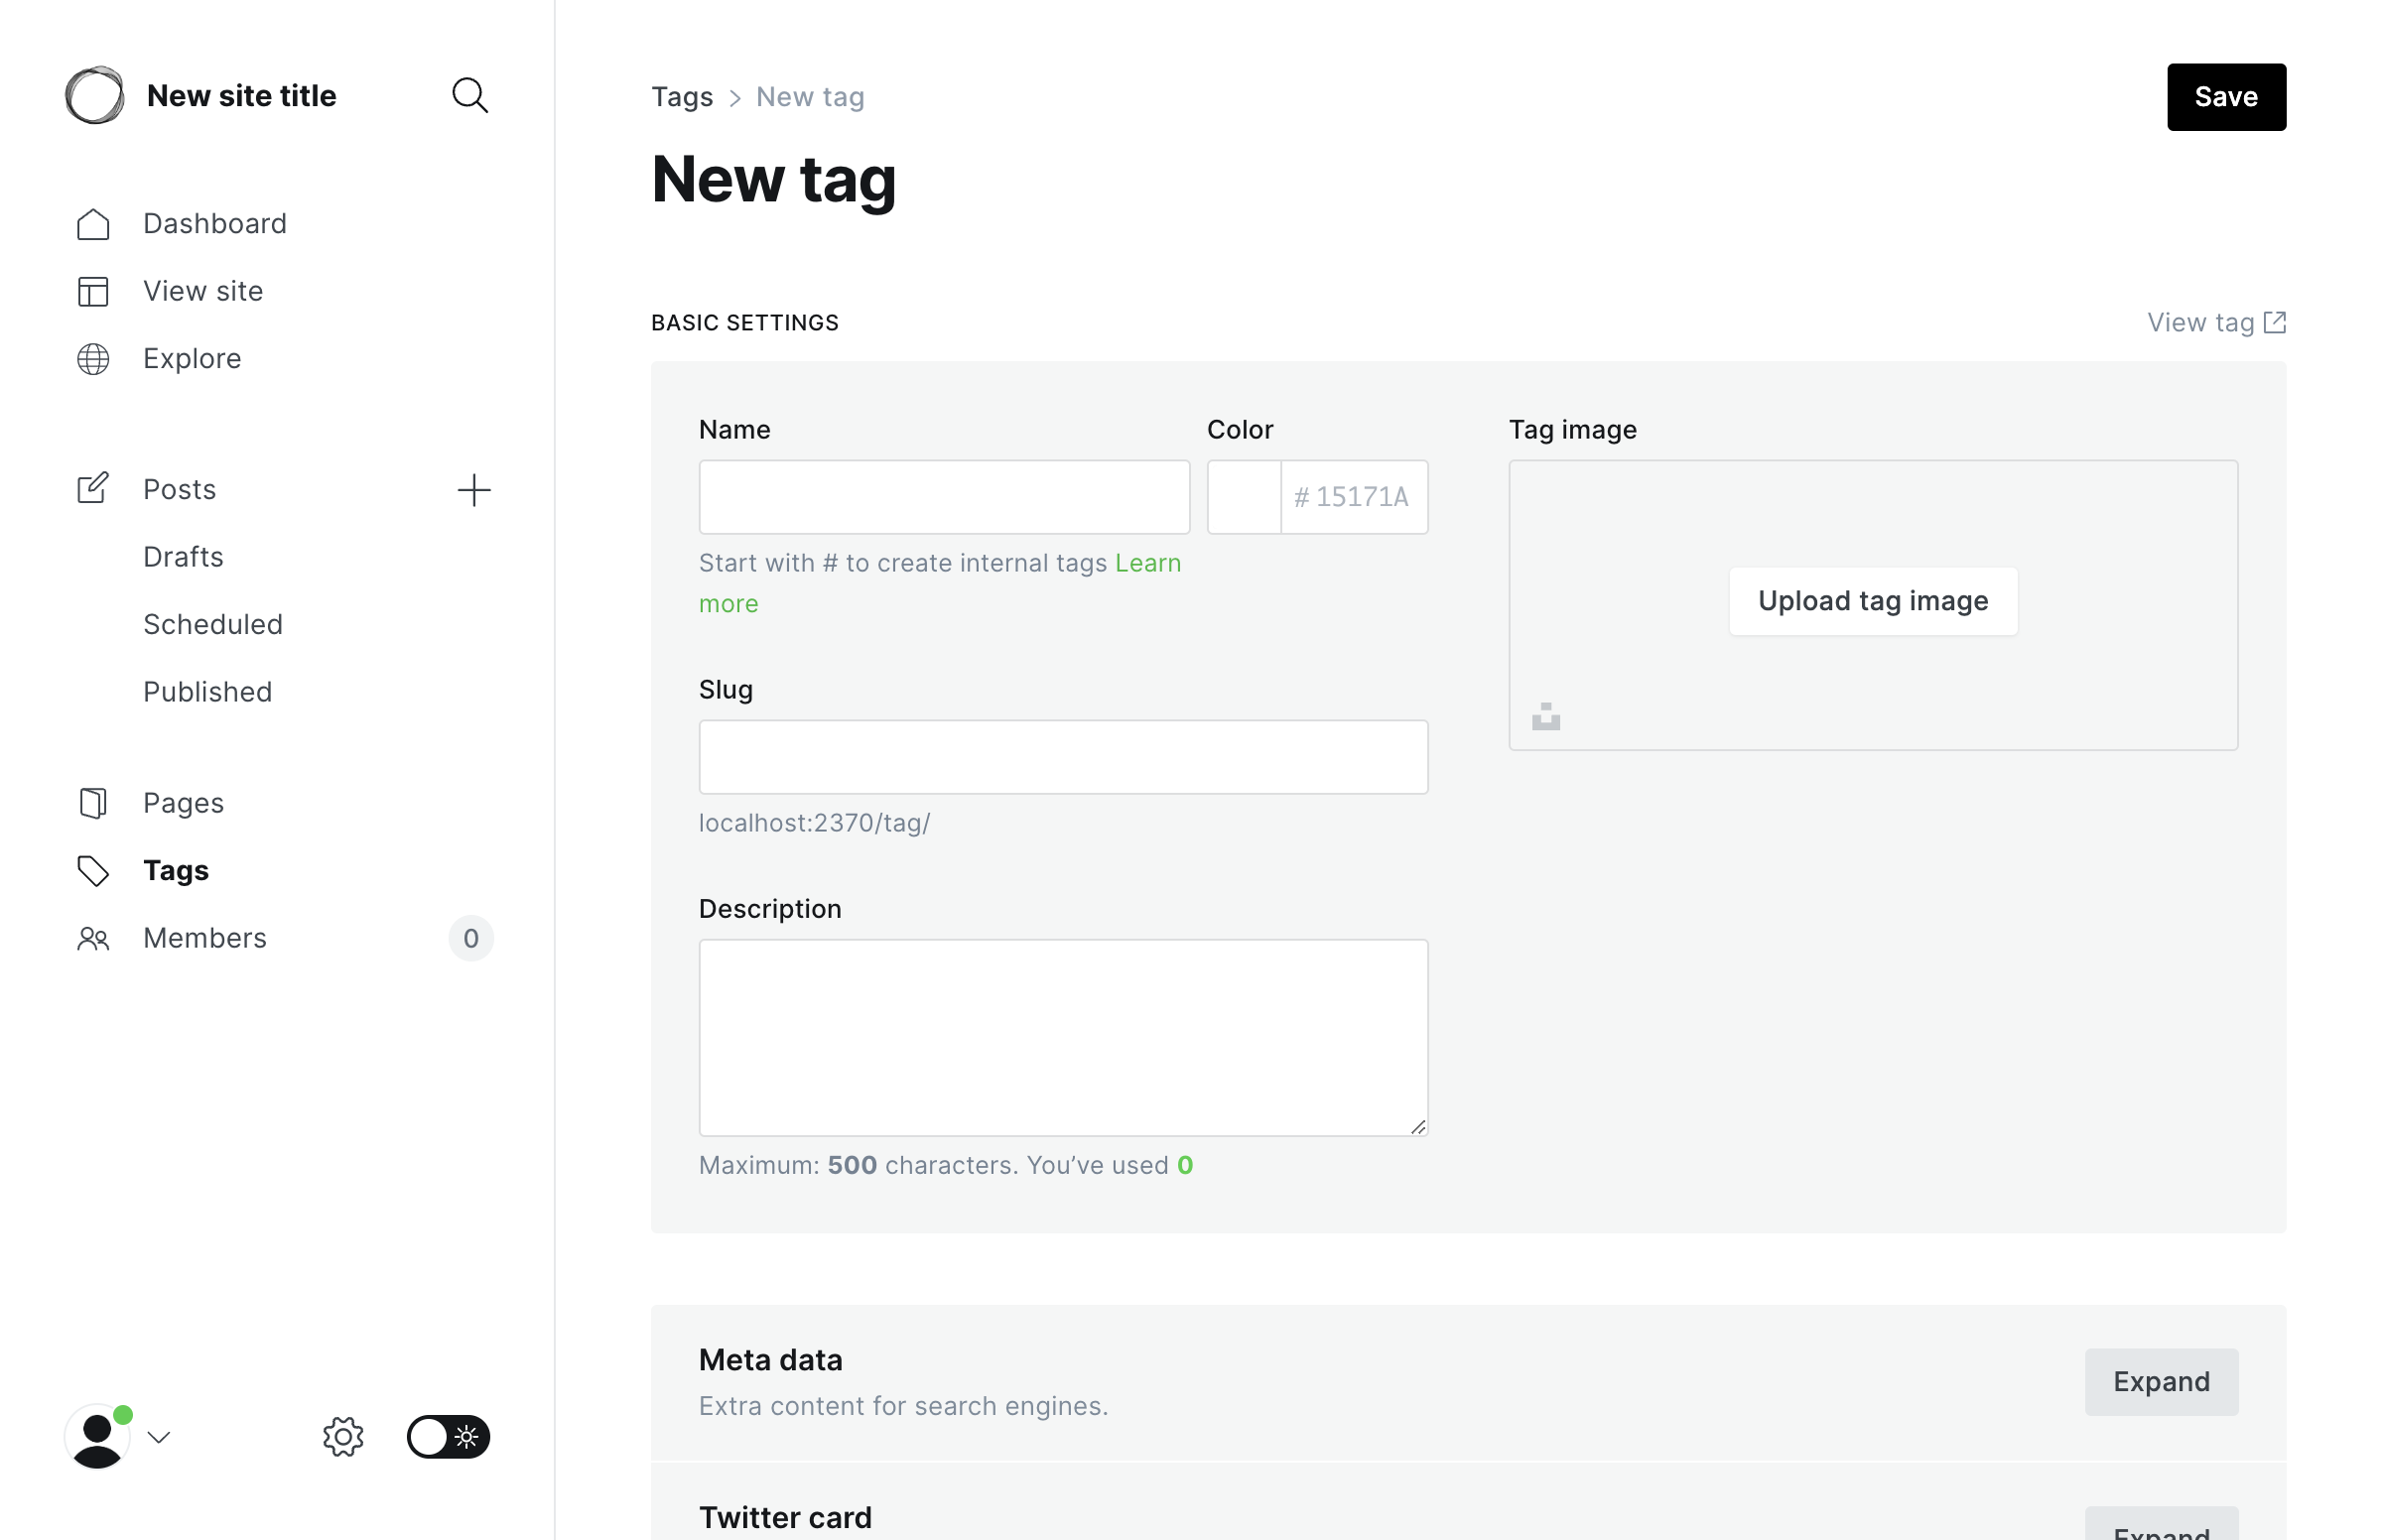 New site title
Dashboard
View site
Explore
Posts
Drafts
Scheduled
Published
Pages
Tags
Members 0
Tags > New tag
Save
New tag
BASIC SETTINGS
View tag
Name
Color
# 15171A
Start with # to create internal tags Learn
more
Slug
localhost:2370/tag/
Description
Maximum: 500 characters. You’ve used 0
Tag image
Upload tag image
Meta data
Extra content for search engines.
Expand
Twitter card
Expand